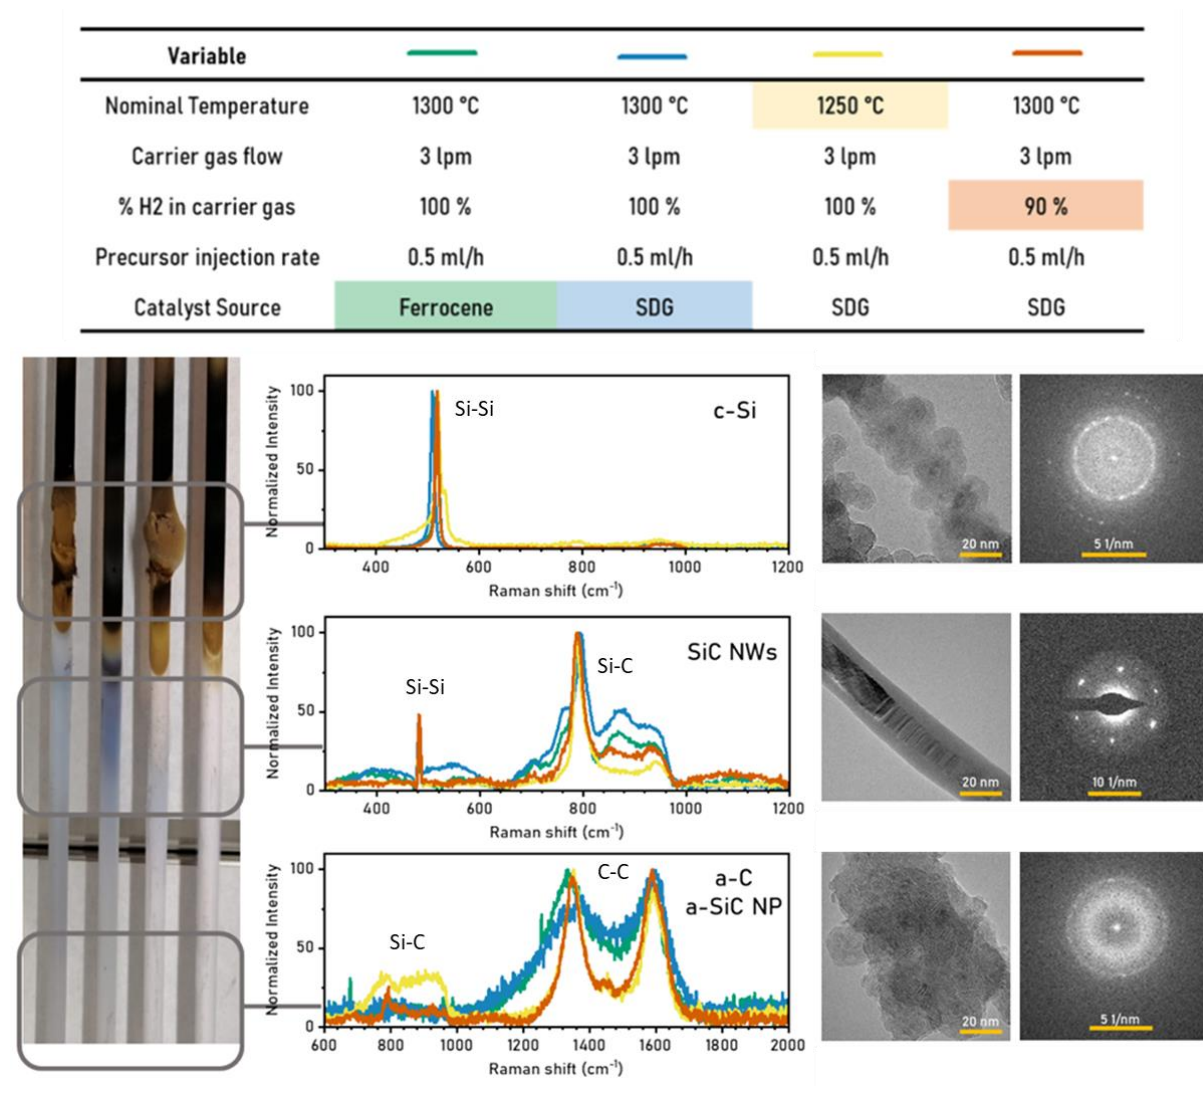 Variable
Nominal Temperature 1300 °C 1300 °C 1250 °C 1300 °C
Carrier gas flow 3 lpm 3 lpm 3 lpm 3 lpm
% H2 in carrier gas 100 % 100 % 100 % 90 %
Precursor injection rate 0.5 ml/h 0.5 ml/h 0.5 ml/h 0.5 ml/h
Catalyst Source Ferrocene SDG SDG SDG
Normalized Intensity
100
50
0
Si-Si
c-Si
400 600 800 1000 1200
Raman shift (cm⁻¹)
20 nm
5 1/nm
Normalized Intensity
100
50
0
Si-Si
Si-C
SiC NWs
400 600 800 1000 1200
Raman shift (cm⁻¹)
20 nm
10 1/nm
Normalized Intensity
100
50
0
Si-C
C-C
a-C
a-SiC NP
600 800 1000 1200 1400 1600 1800 2000
Raman shift (cm⁻¹)
20 nm
5 1/nm